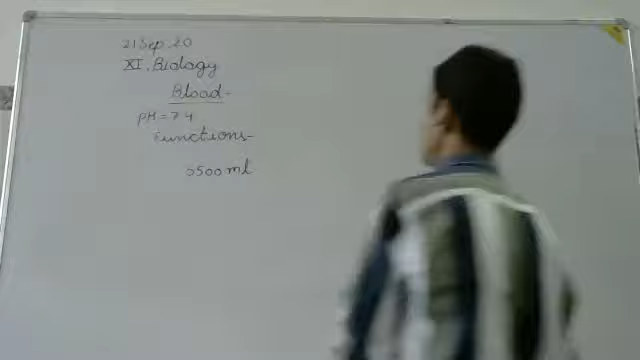 21 Sep. 20
XI. Biology
Blood-
PH = 7.4
Functions-
5500 ml